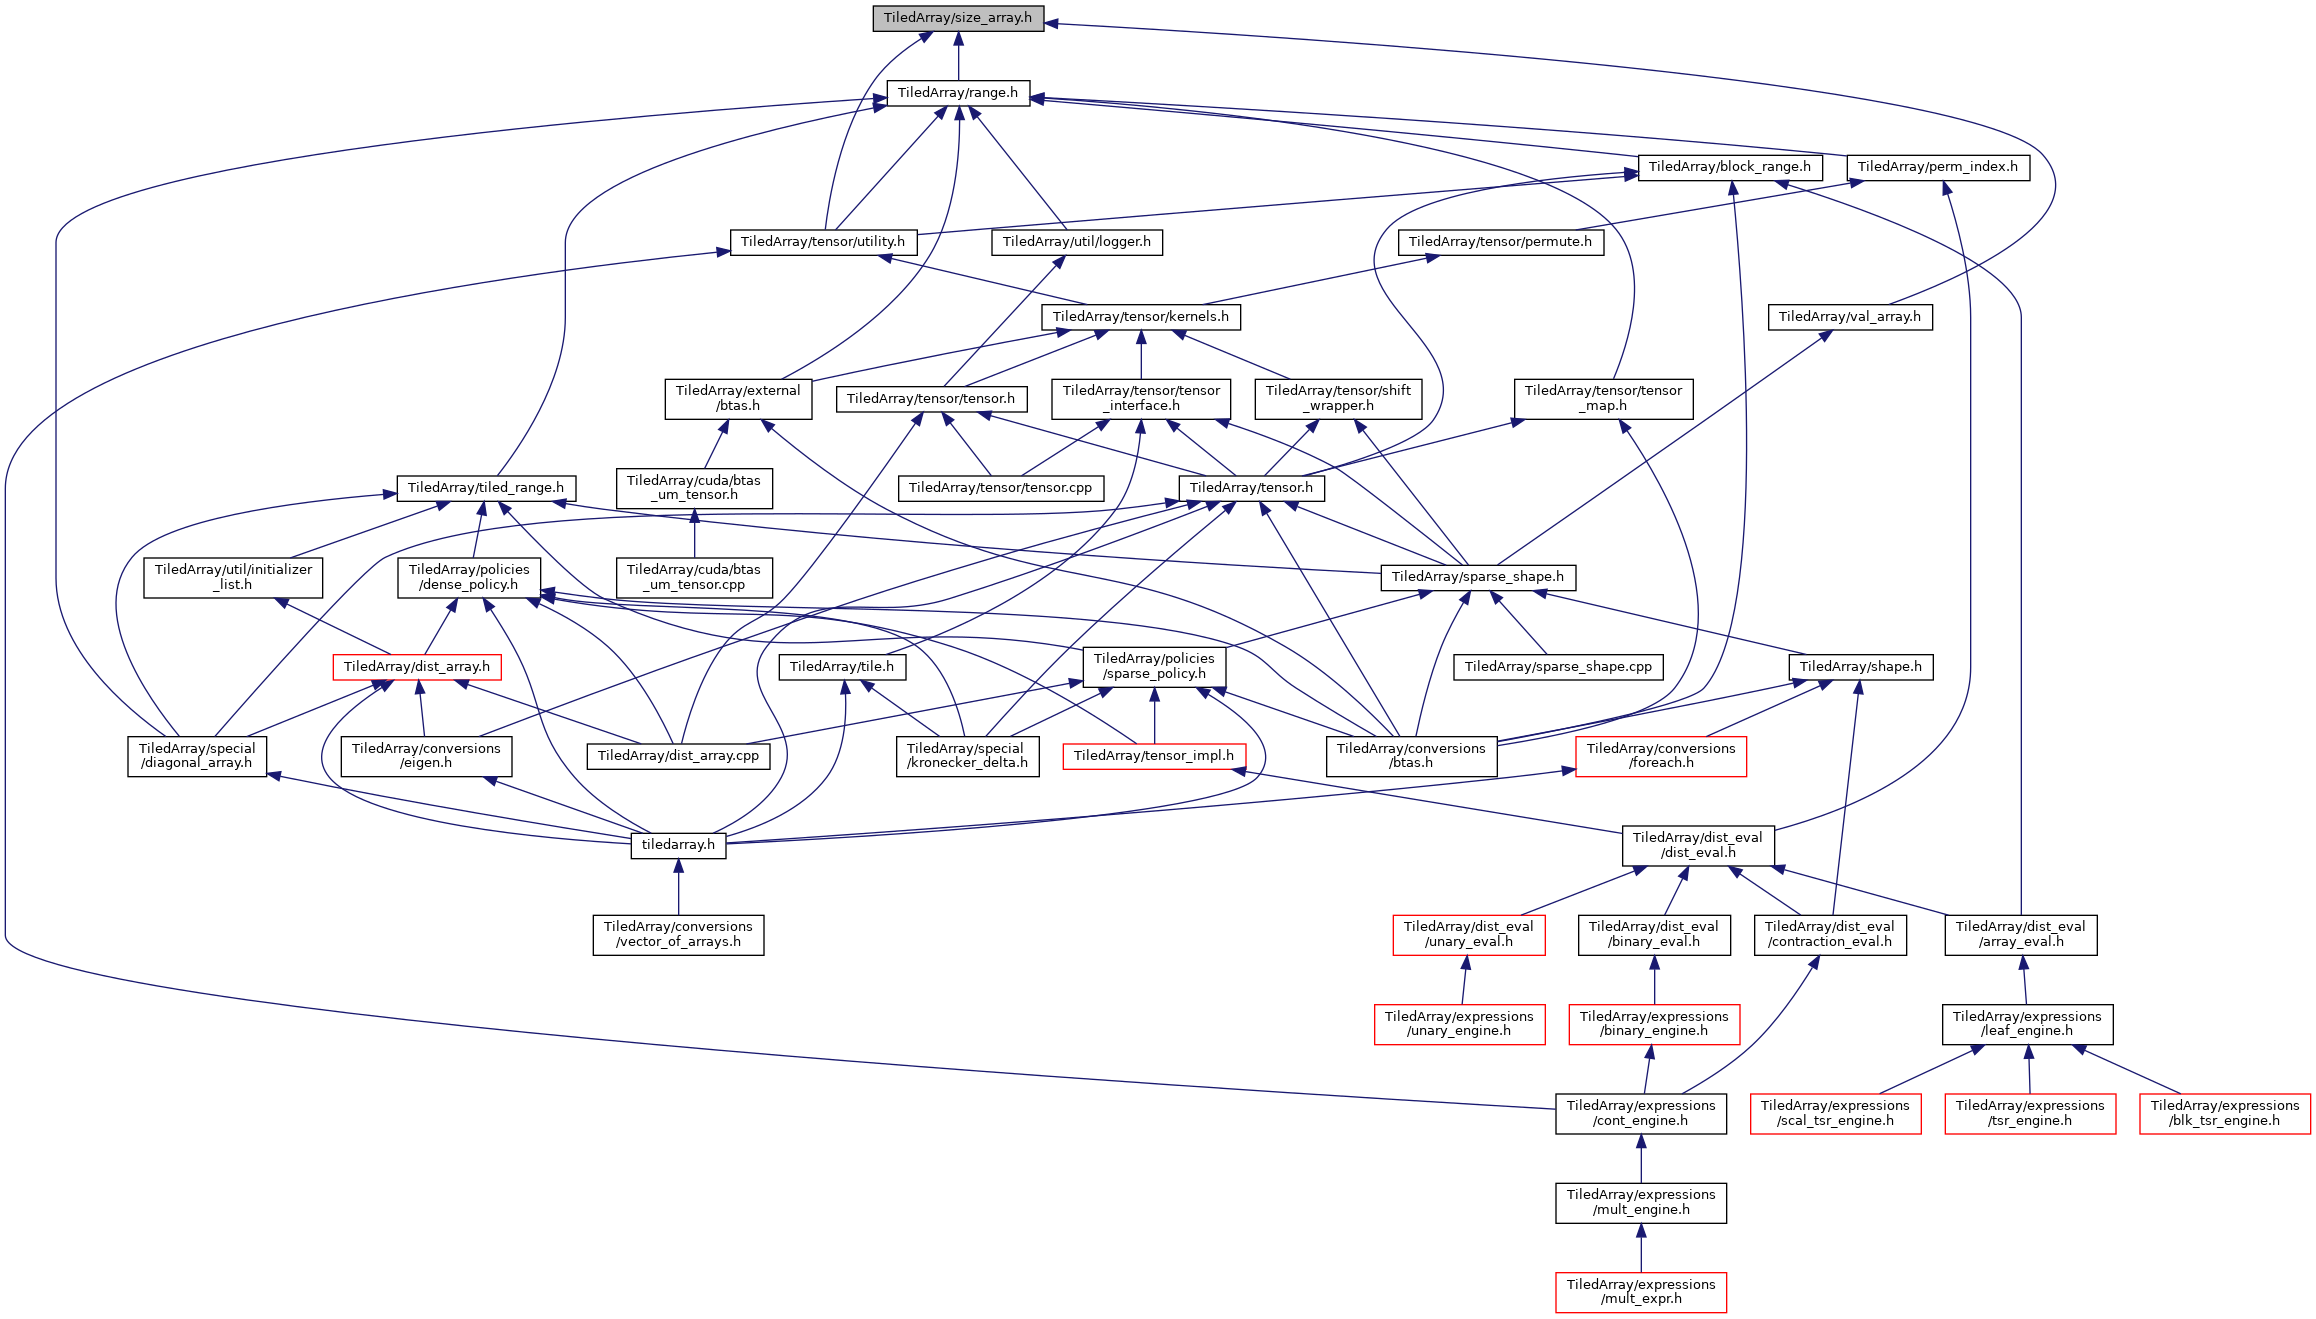 TiledArray/size_array.h
TiledArray/range.h
TiledArray/block_range.h
TiledArray/perm_index.h
TiledArray/tensor/utility.h
TiledArray/util/logger.h
TiledArray/tensor/permute.h
TiledArray/tensor/kernels.h
TiledArray/val_array.h
TiledArray/external
/btas.h
TiledArray/tensor/tensor.h
TiledArray/tensor/tensor
_interface.h
TiledArray/tensor/shift
_wrapper.h
TiledArray/tensor/tensor
_map.h
TiledArray/tiled_range.h
TiledArray/cuda/btas
_um_tensor.h
TiledArray/tensor/tensor.cpp
TiledArray/tensor.h
TiledArray/util/initializer
_list.h
TiledArray/policies
/dense_policy.h
TiledArray/cuda/btas
_um_tensor.cpp
TiledArray/sparse_shape.h
TiledArray/dist_array.h
TiledArray/tile.h
TiledArray/policies
/sparse_policy.h
TiledArray/sparse_shape.cpp
TiledArray/shape.h
TiledArray/special
/diagonal_array.h
TiledArray/conversions
/eigen.h
TiledArray/dist_array.cpp
TiledArray/special
/kronecker_delta.h
TiledArray/tensor_impl.h
TiledArray/conversions
/btas.h
TiledArray/conversions
/foreach.h
tiledarray.h
TiledArray/dist_eval
/dist_eval.h
TiledArray/conversions
/vector_of_arrays.h
TiledArray/dist_eval
/unary_eval.h
TiledArray/dist_eval
/binary_eval.h
TiledArray/dist_eval
/contraction_eval.h
TiledArray/dist_eval
/array_eval.h
TiledArray/expressions
/unary_engine.h
TiledArray/expressions
/binary_engine.h
TiledArray/expressions
/leaf_engine.h
TiledArray/expressions
/cont_engine.h
TiledArray/expressions
/scal_tsr_engine.h
TiledArray/expressions
/tsr_engine.h
TiledArray/expressions
/blk_tsr_engine.h
TiledArray/expressions
/mult_engine.h
TiledArray/expressions
/mult_expr.h